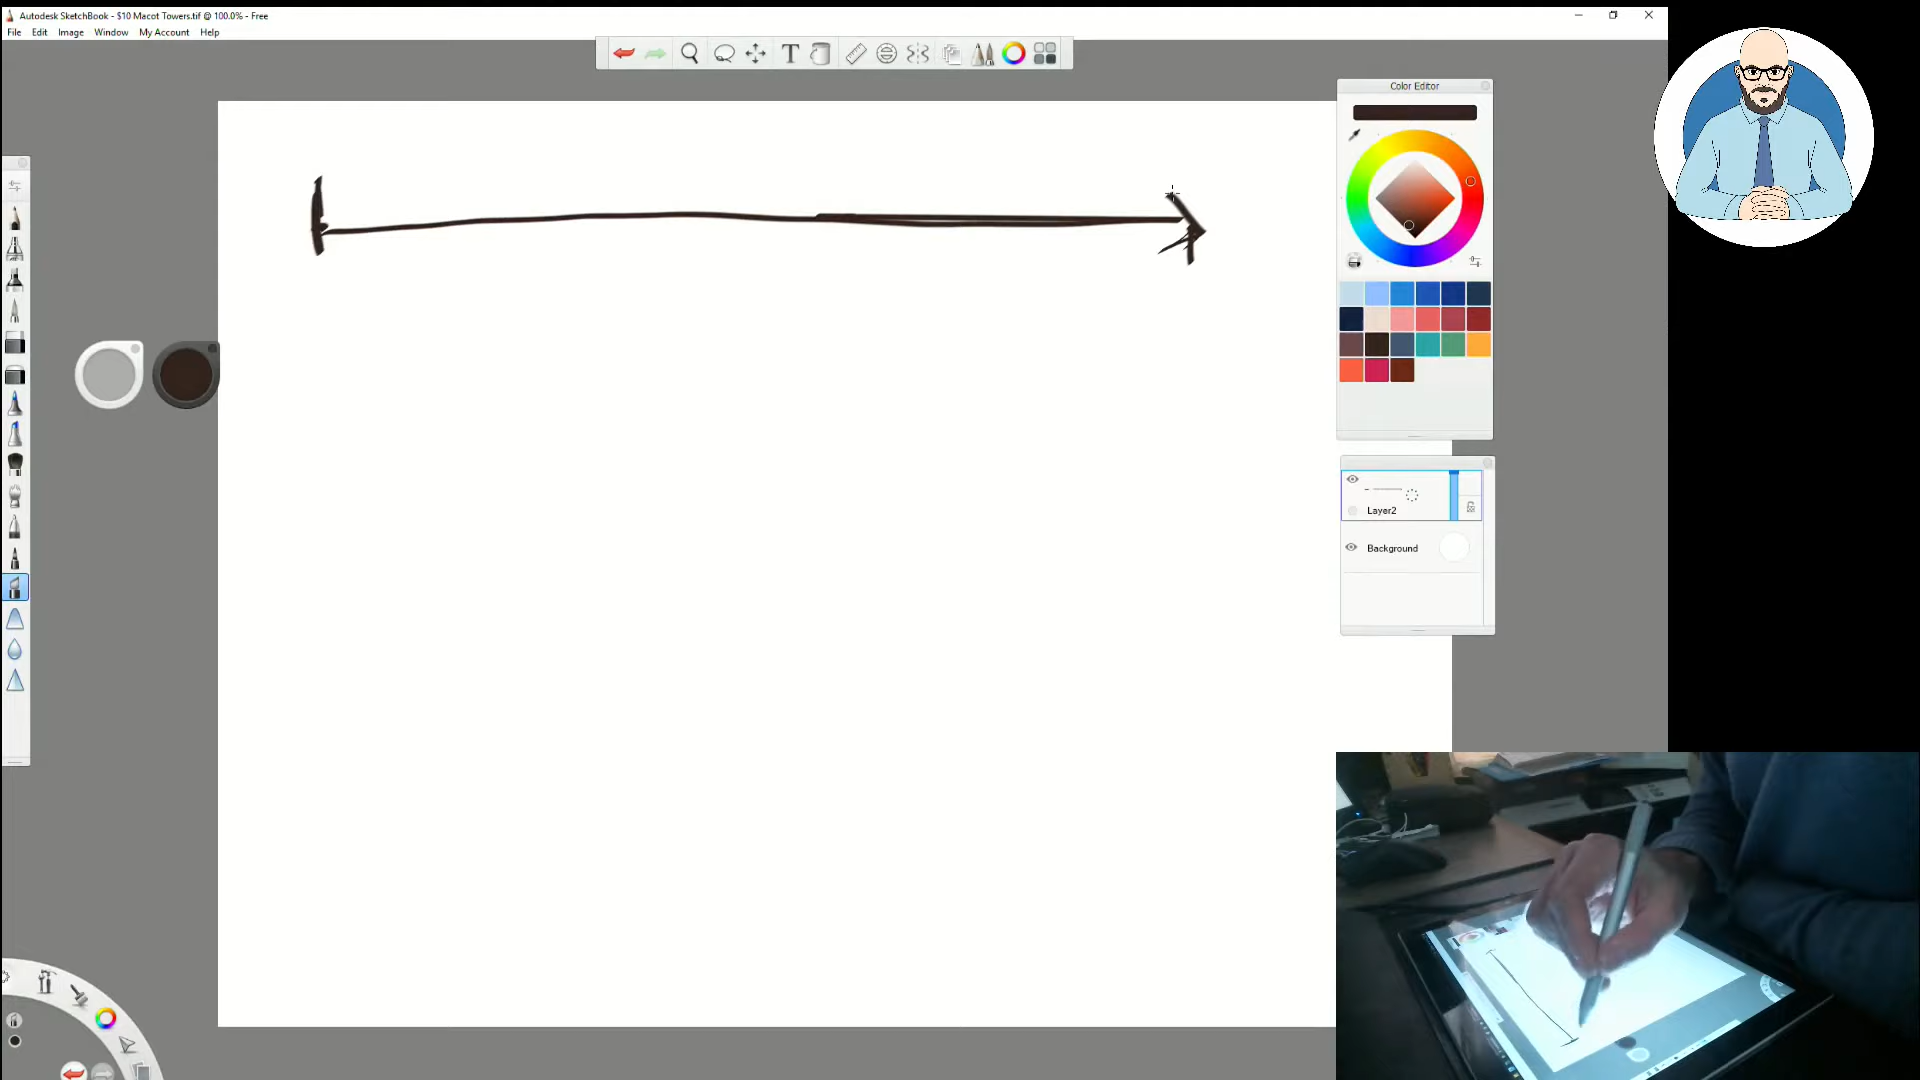 Autodesk SketchBook - $10 Macot Towers.tif @ 100.0% - Free
File Edit Image Window My Account Help
T
Color Editor
Layer2
Background